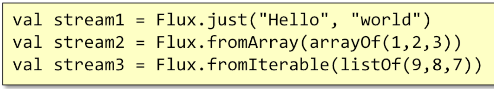 val stream1 = Flux.just("Hello", "world")
val stream2 = Flux.fromArray(arrayOf(1,2,3))
val stream3 = Flux.fromIterable(listOf(9,8,7))